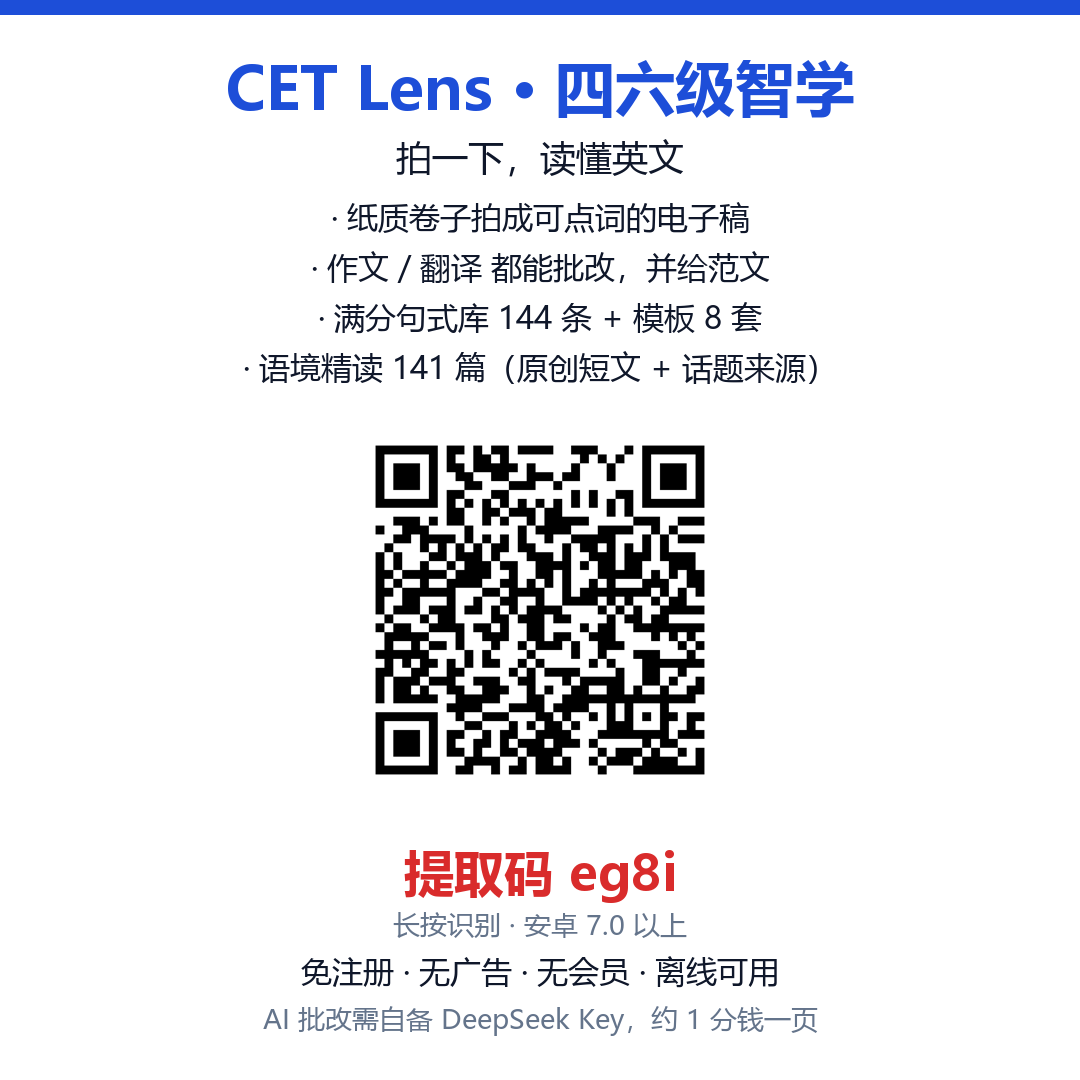 CET Lens · 四六级智学
拍一下，读懂英文
· 纸质卷子拍成可点词的电子稿
· 作文 / 翻译 都能批改，并给范文
· 满分句式库 144 条 + 模板 8 套
· 语境精读 141 篇（原创短文 + 话题来源）
提取码 eg8i
长按识别 · 安卓 7.0 以上
免注册 · 无广告 · 无会员 · 离线可用
AI 批改需自备 DeepSeek Key，约 1 分钱一页